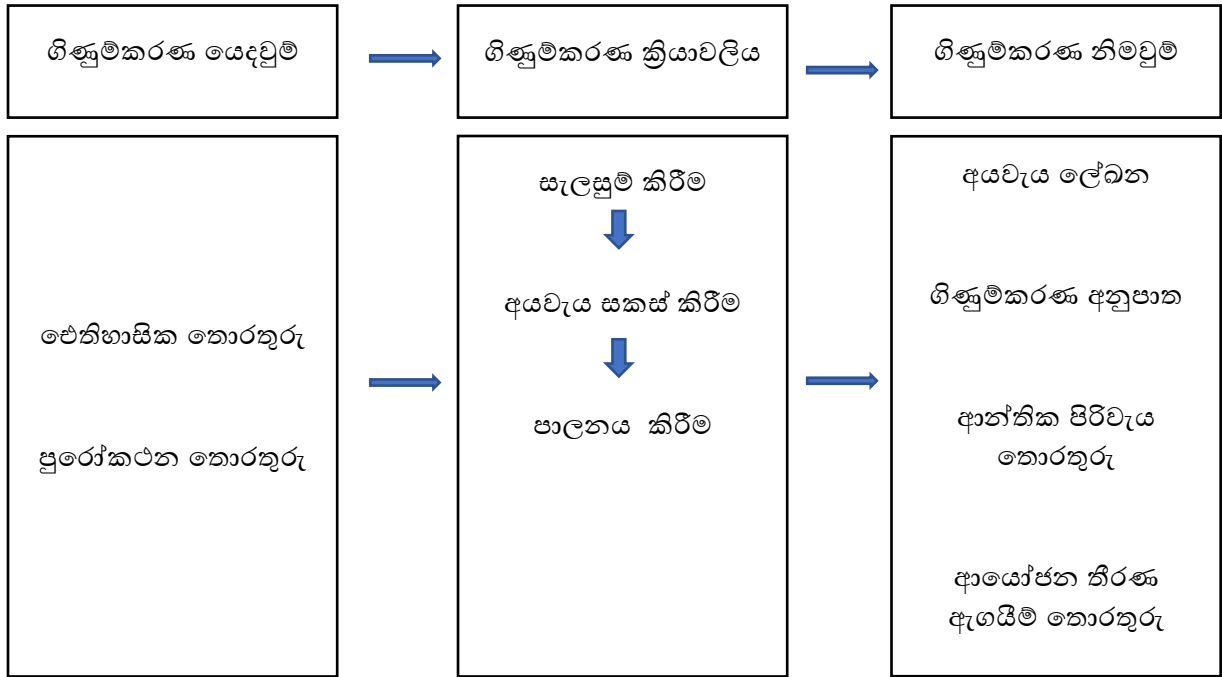 ගිණුම්කරණ යෙදවුම්
ගිණුම්කරණ ක්‍රියාවලිය
ගිණුම්කරණ නිමවුම්
ඓතිහාසික තොරතුරු
පුරෝකථන තොරතුරු
සැලසුම් කිරීම
අයවැය සකස් කිරීම
පාලනය කිරීම
අයවැය ලේඛන
ගිණුම්කරණ අනුපාත
ආන්තික පිරිවැය
තොරතුරු
ආයෝජන තීරණ
ඇගයීම් තොරතුරු